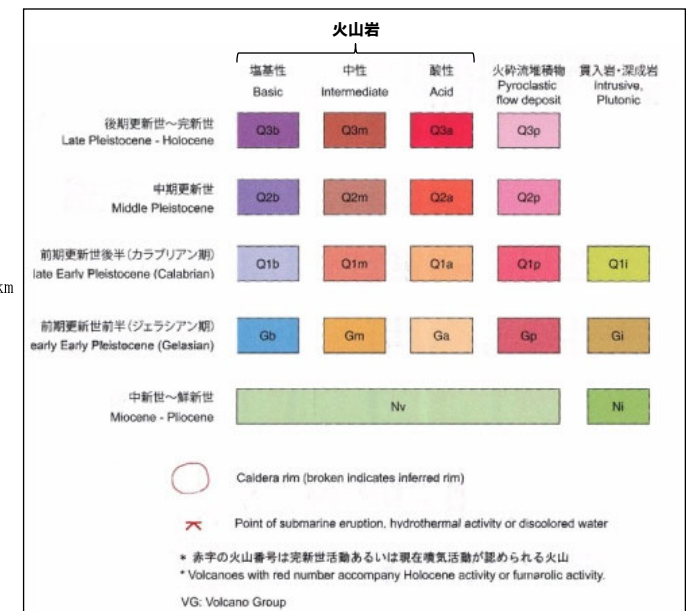 火山岩
塩基性 中性 酸性 火砕流堆積物 貫入岩・深成岩
Basic Intermediate Acid Pyroclastic flow deposit Intrusive, Plutonic
後期更新世～完新世
Late Pleistocene - Holocene
Q3b Q3m Q3a Q3p
中期更新世
Middle Pleistocene
Q2b Q2m Q2a Q2p
前期更新世後半(カラブリアン期)
late Early Pleistocene (Calabrian)
Q1b Q1m Q1a Q1p Q1i
km
前期更新世前半(ジェラシアン期)
early Early Pleistocene (Gelasian)
Gb Gm Ga Gp Gi
中新世～鮮新世
Miocene - Pliocene
Nv Ni
Caldera rim (broken indicates inferred rim)
Point of submarine eruption, hydrothermal activity or discolored water
* 赤字の火山番号は完新世活動あるいは現在噴気活動が認められる火山
* Volcanoes with red number accompany Holocene activity or fumarolic activity.
VG: Volcano Group